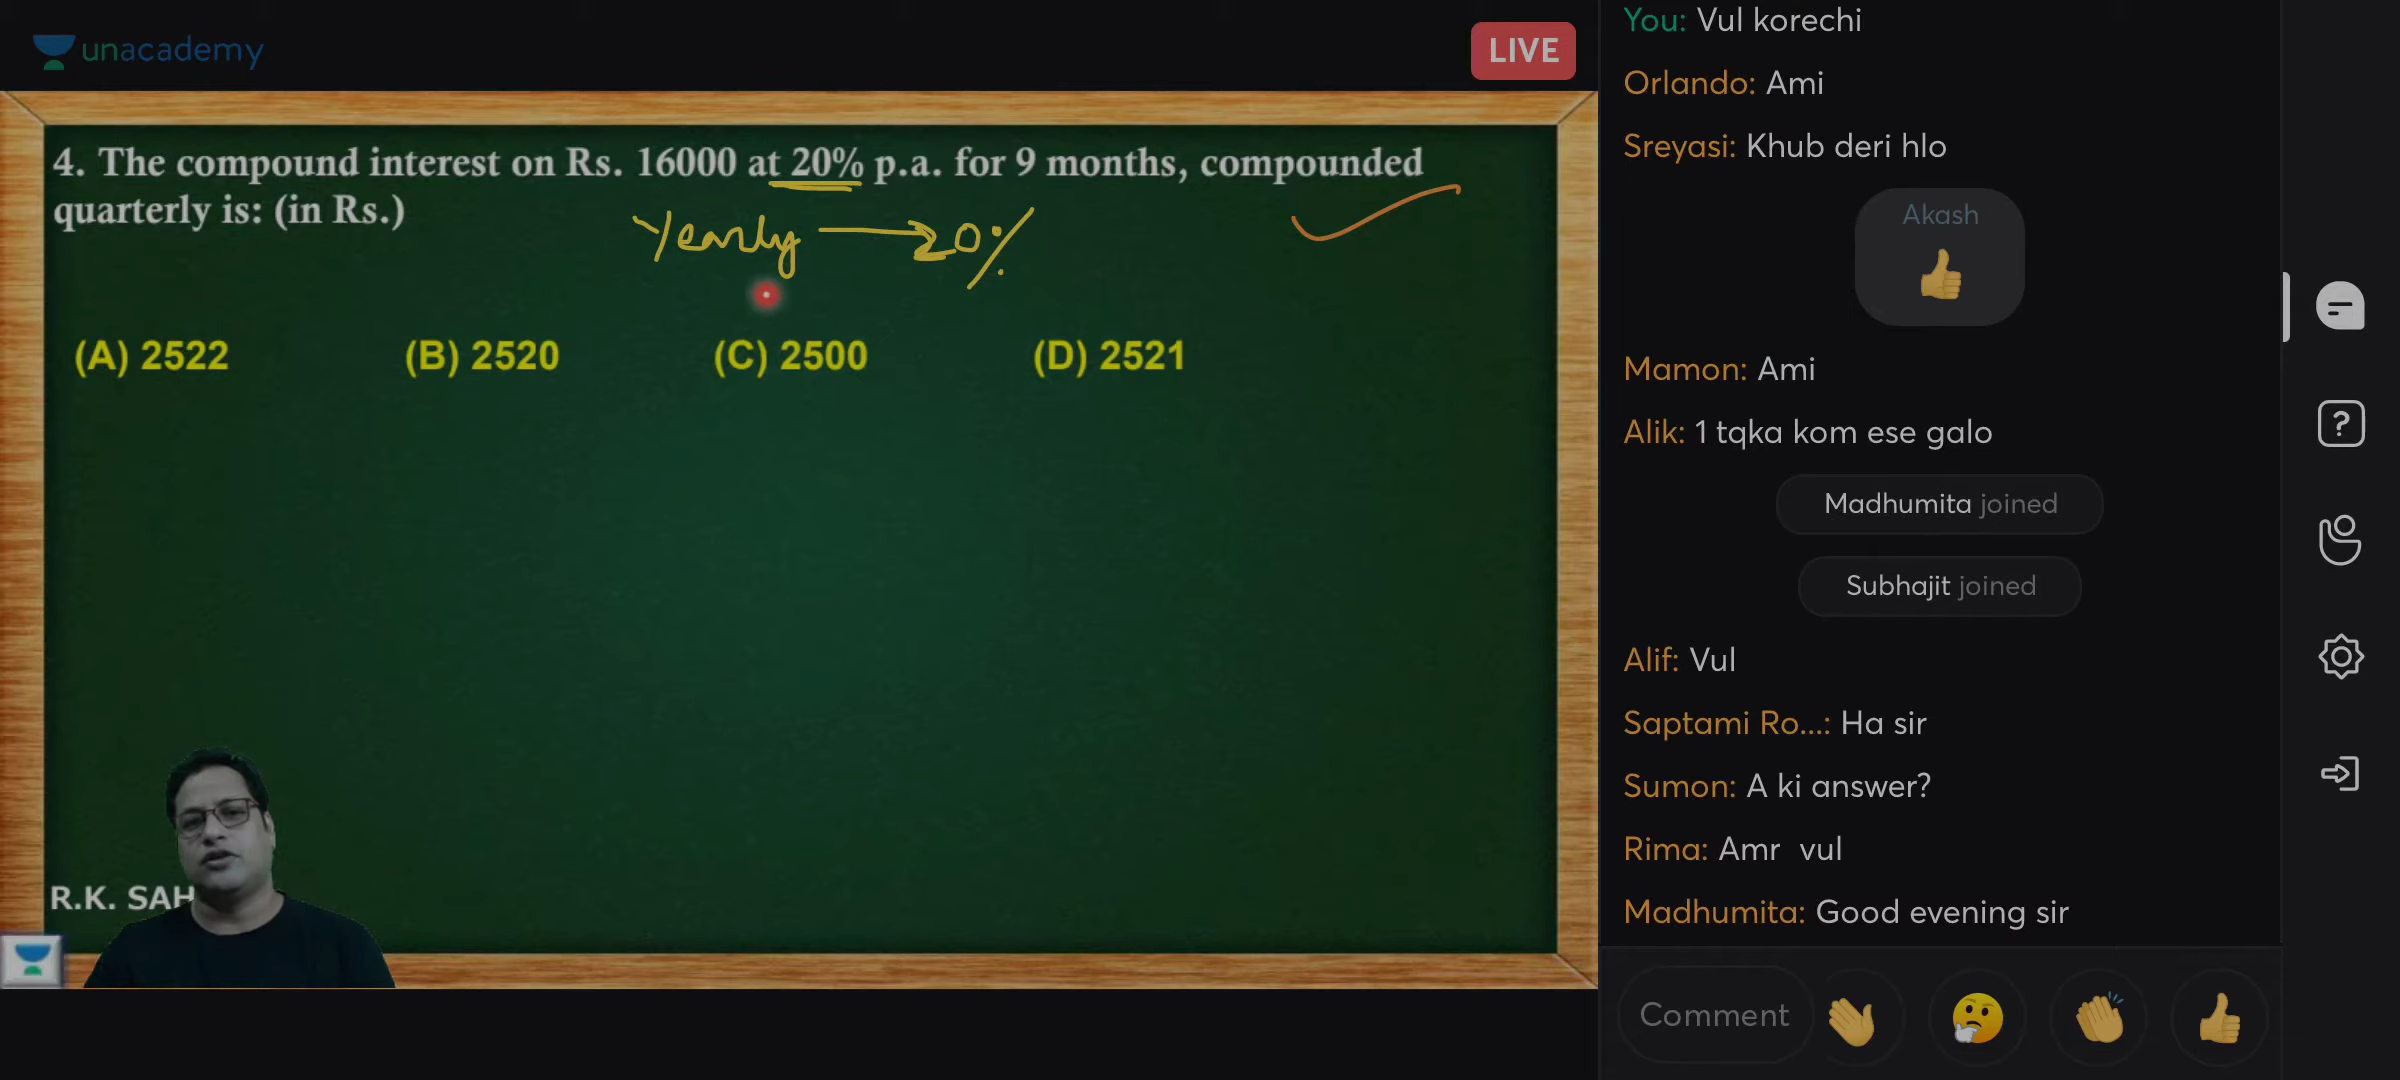 unacademy
LIVE
4. The compound interest on Rs. 16000 at 20% p.a. for 9 months, compounded
quarterly is: (in Rs.)
Yearly → 20%
(A) 2522 (B) 2520 (C) 2500 (D) 2521
R.K. SAH
You: Vul korechi
Orlando: Ami
Sreyasi: Khub deri hlo
Akash
Mamon: Ami
Alik: 1 tqka kom ese galo
Madhumita joined
Subhajit joined
Alif: Vul
Saptami Ro...: Ha sir
Sumon: A ki answer?
Rima: Amr vul
Madhumita: Good evening sir
Comment